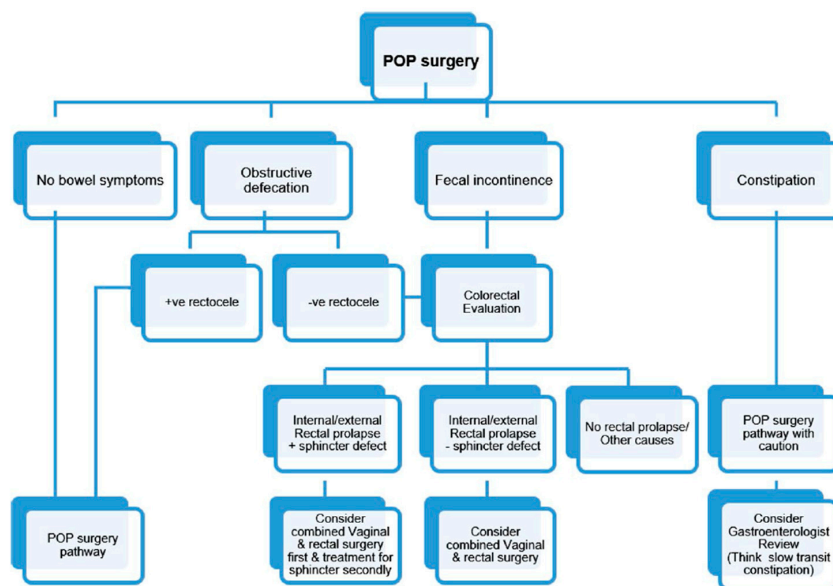 POP surgery
No bowel symptoms
Obstructive
defecation
Fecal incontinence
Constipation
+ve rectocele
-ve rectocele
Colorectal
Evaluation
Internal/external
Rectal prolapse
+ sphincter defect
Internal/external
Rectal prolapse
- sphincter defect
No rectal prolapse/
Other causes
POP surgery
pathway with
caution
POP surgery
pathway
Consider
combined Vaginal
& rectal surgery
first & treatment for
sphincter secondly
Consider
combined Vaginal
& rectal surgery
Consider
Gastroenterologist
Review
(Think slow transit
constipation)